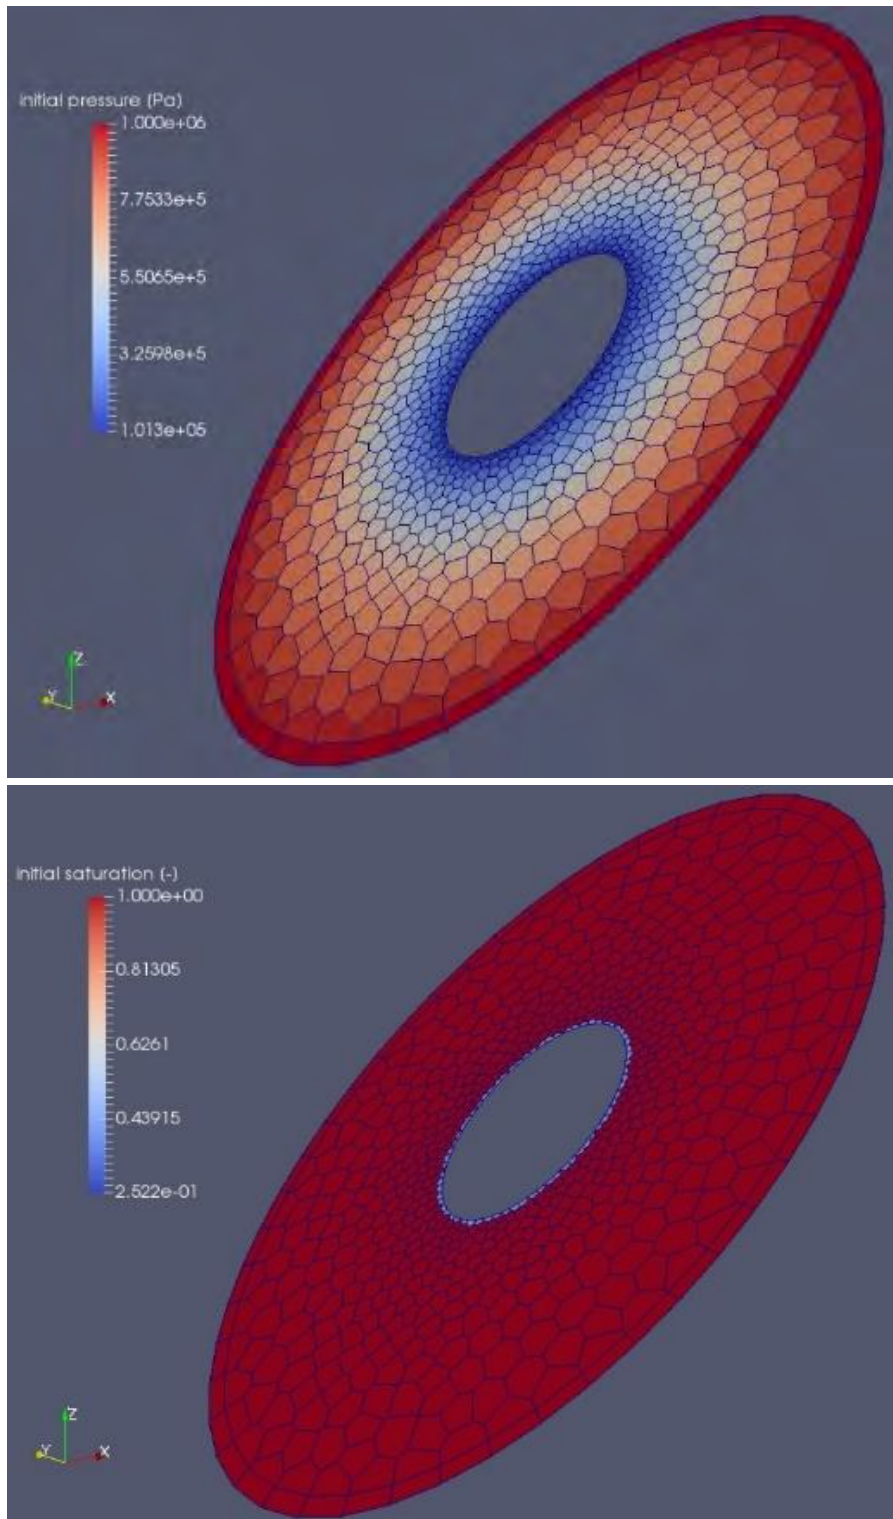 initial pressure (Pa)
1.000e+06
7.7533e+5
5.5065e+5
3.2598e+5
1.013e+05
Z
Y
X
initial saturation (-)
1.000e+00
0.81305
0.6261
0.43915
2.522e-01
Z
Y
X